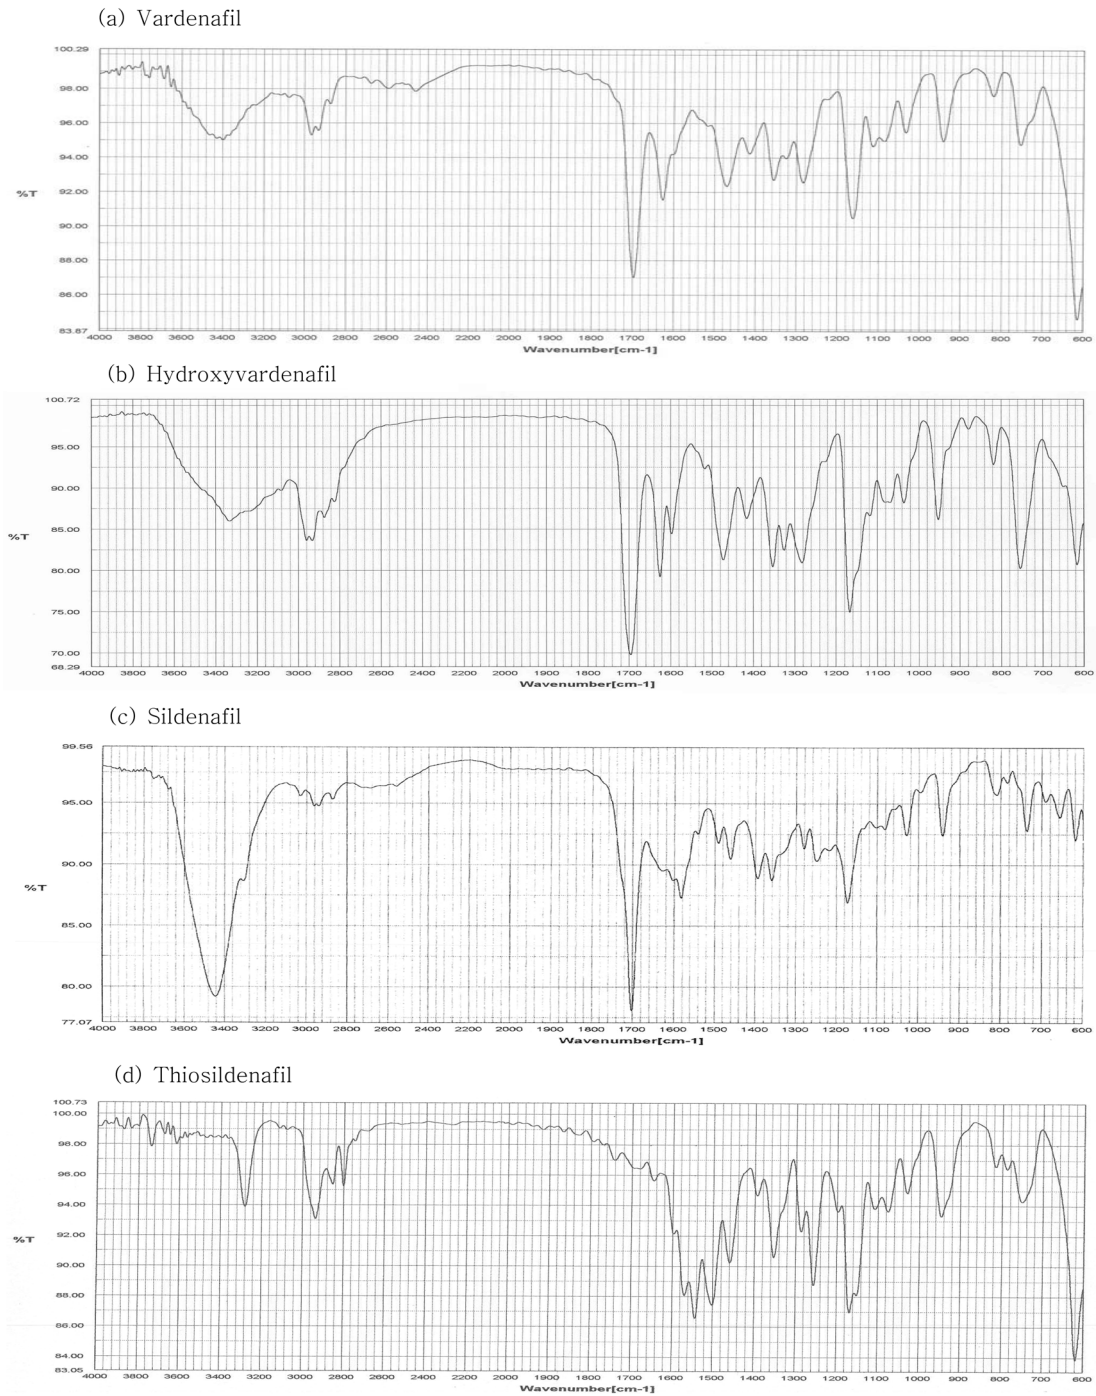 (a) Vardenafil
100.29
98.00
96.00
94.00
%T
92.00
90.00
88.00
86.00
83.87
4000 3800 3600 3400 3200 3000 2800 2600 2400 2200 2000 1900 1800 1700 1600 1500 1400 1300 1200 1100 1000 900 800 700 600
Wavenumber[cm-1]
(b) Hydroxyvardenafil
100.72
95.00
90.00
85.00
%T
80.00
75.00
70.00
68.29
4000 3800 3600 3400 3200 3000 2800 2600 2400 2200 2000 1900 1800 1700 1600 1500 1400 1300 1200 1100 1000 900 800 700 600
Wavenumber[cm-1]
(c) Sildenafil
99.56
95.00
90.00
%T
85.00
80.00
77.07
4000 3800 3600 3400 3200 3000 2800 2600 2400 2200 2000 1900 1800 1700 1600 1500 1400 1300 1200 1100 1000 900 800 700 600
Wavenumber[cm-1]
(d) Thiosildenafil
100.73
100.00
98.00
96.00
94.00
92.00
%T
90.00
88.00
86.00
84.00
83.05
4000 3800 3600 3400 3200 3000 2800 2600 2400 2200 2000 1900 1800 1700 1600 1500 1400 1300 1200 1100 1000 900 800 700 600
Wavenumber[cm-1]